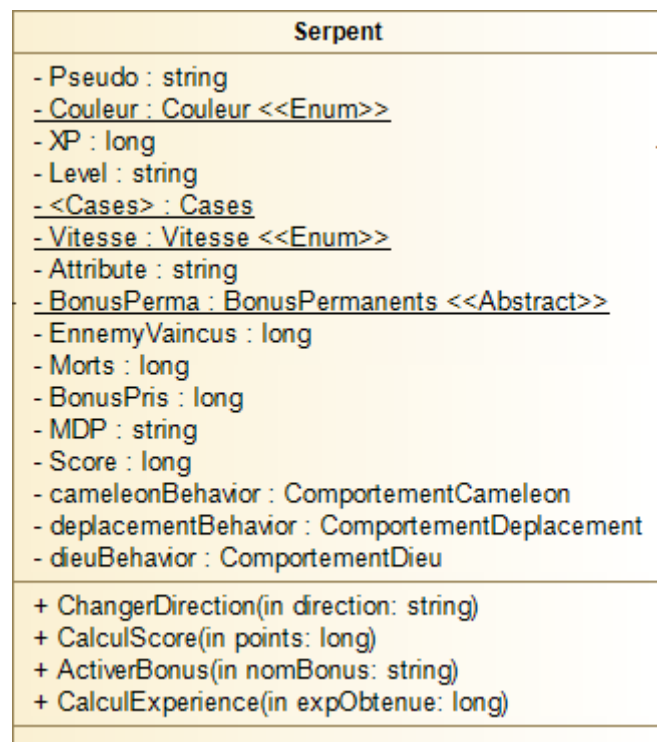 Serpent
- Pseudo : string
- Couleur : Couleur <<Enum>>
- XP : long
- Level : string
- <Cases> : Cases
- Vitesse : Vitesse <<Enum>>
- Attribute : string
- BonusPerma : BonusPermanents <<Abstract>>
- EnnemyVaincus : long
- Morts : long
- BonusPris : long
- MDP : string
- Score : long
- cameleonBehavior : ComportementCameleon
- deplacementBehavior : ComportementDeplacement
- dieuBehavior : ComportementDieu
+ ChangerDirection(in direction: string)
+ CalculScore(in points: long)
+ ActiverBonus(in nomBonus: string)
+ CalculExperience(in expObtenue: long)